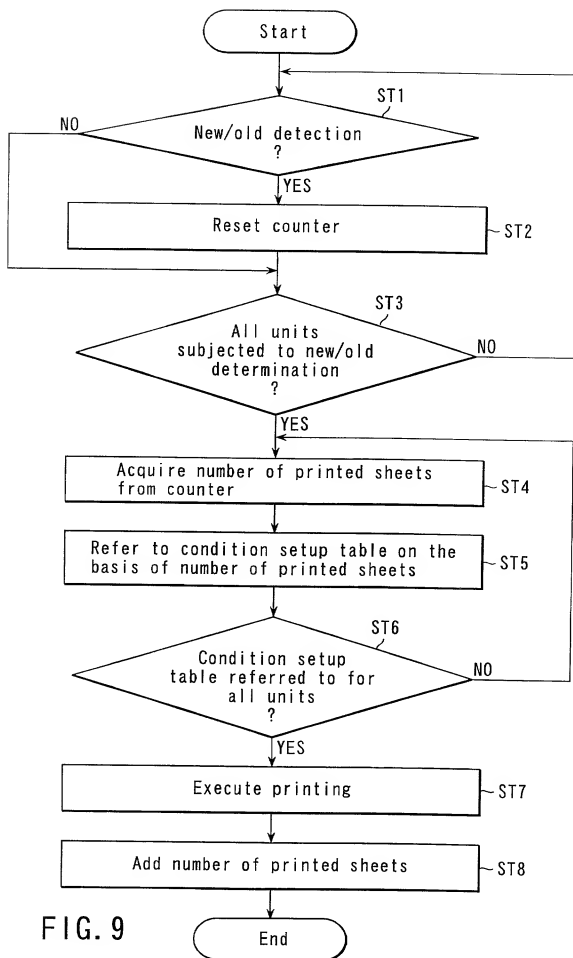 Start
ST1
NO
New/old detection
?
YES
Reset counter
ST2
ST3
All units
subjected to new/old
determination
?
NO
YES
Acquire number of printed sheets
from counter
ST4
Refer to condition setup table on the
basis of number of printed sheets
ST5
ST6
Condition setup
table referred to for
all units
?
NO
YES
Execute printing
ST7
Add number of printed sheets
ST8
End
FIG. 9